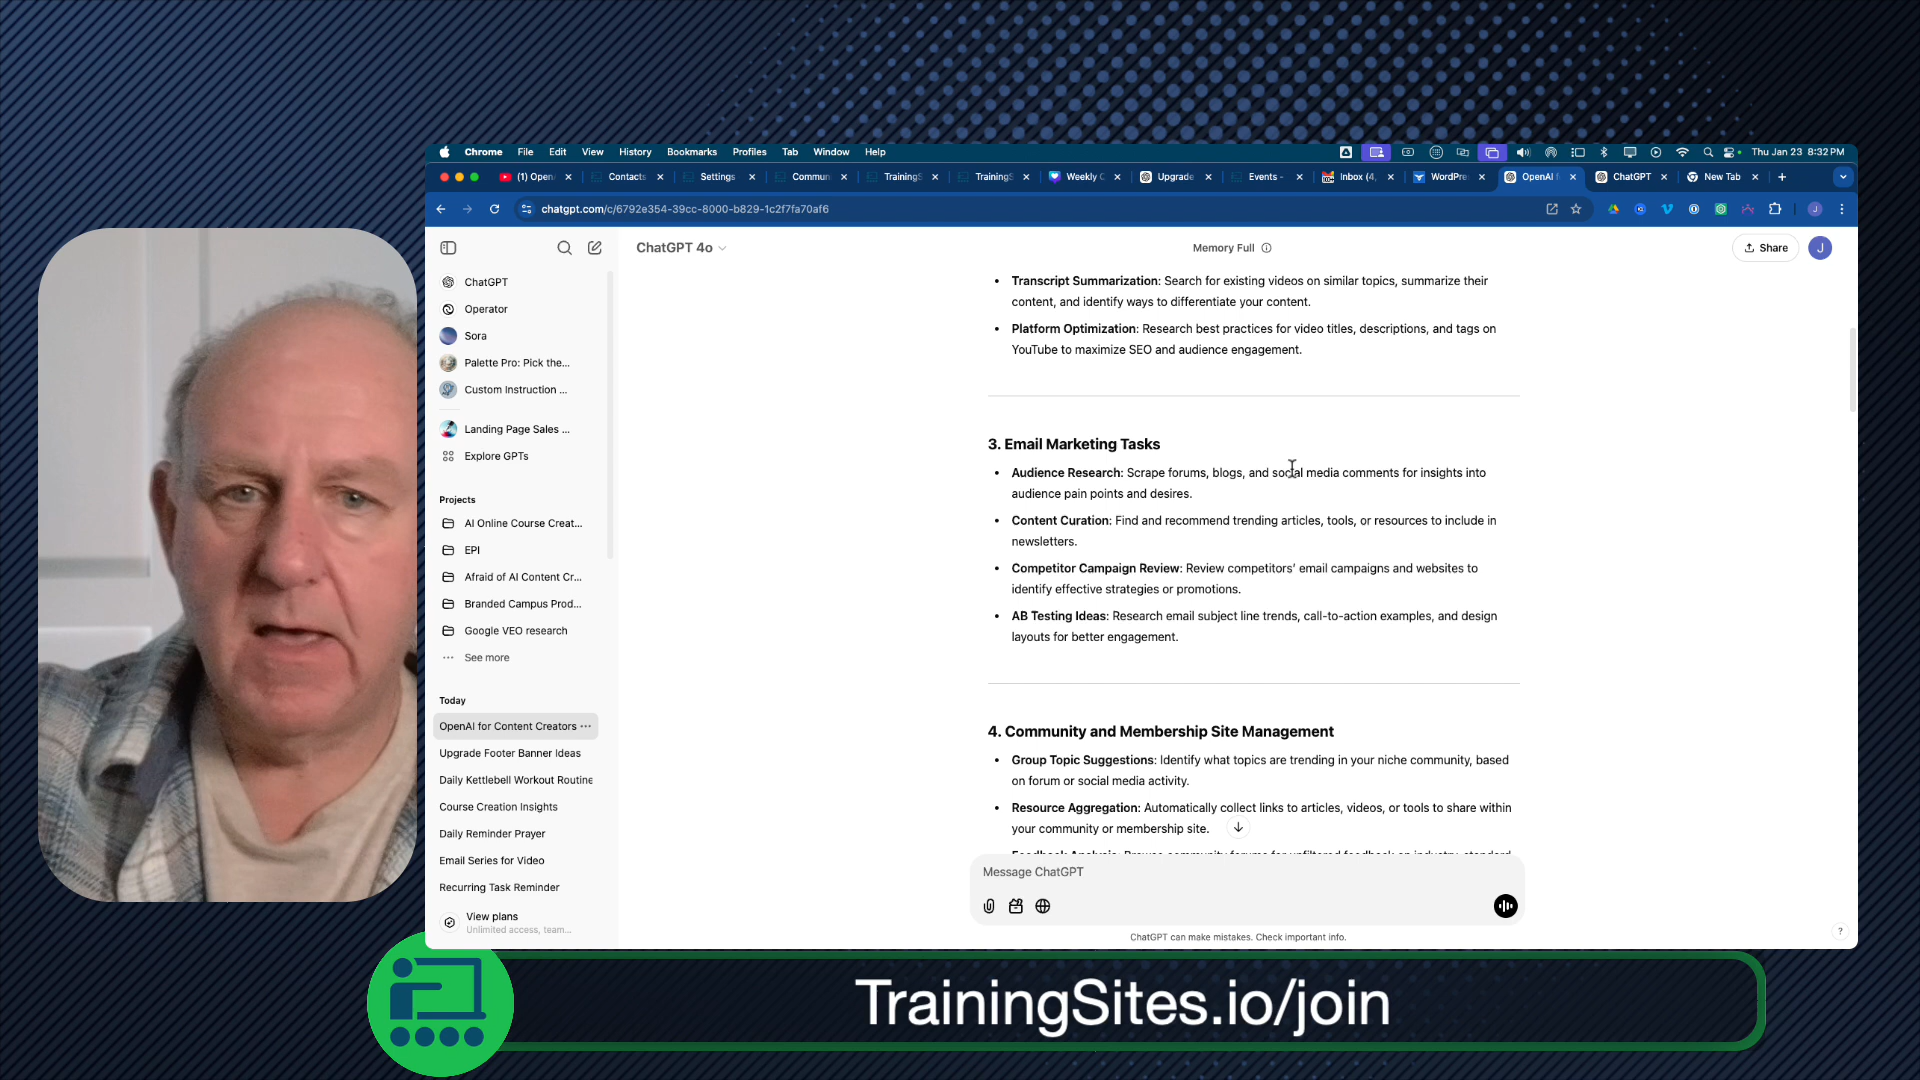 Chrome File Edit View History Bookmarks Profiles Tab Window Help
Thu Jan 23 8:32 PM
(1) Open
Contacts
Settings
Commun
TrainingS
TrainingS
Weekly C
Upgrade
Events -
Inbox (4,
WordPre
OpenAI f
ChatGPT
New Tab
chatgpt.com/c/6792e354-39cc-8000-b829-1c2f7fa70af6
ChatGPT
Operator
Sora
Palette Pro: Pick the...
Custom Instruction ...
Landing Page Sales ...
Explore GPTs
Projects
AI Online Course Creat...
EPI
Afraid of AI Content Cr...
Branded Campus Prod...
Google VEO research
See more
Today
OpenAI for Content Creators
Upgrade Footer Banner Ideas
Daily Kettlebell Workout Routine
Course Creation Insights
Daily Reminder Prayer
Email Series for Video
Recurring Task Reminder
View plans
Unlimited access, team...
ChatGPT 4o
Memory Full
Share
J
Transcript Summarization: Search for existing videos on similar topics, summarize their
content, and identify ways to differentiate your content.
Platform Optimization: Research best practices for video titles, descriptions, and tags on
YouTube to maximize SEO and audience engagement.
3. Email Marketing Tasks
Audience Research: Scrape forums, blogs, and social media comments for insights into
audience pain points and desires.
Content Curation: Find and recommend trending articles, tools, or resources to include in
newsletters.
Competitor Campaign Review: Review competitors' email campaigns and websites to
identify effective strategies or promotions.
AB Testing Ideas: Research email subject line trends, call-to-action examples, and design
layouts for better engagement.
4. Community and Membership Site Management
Group Topic Suggestions: Identify what topics are trending in your niche community, based
on forum or social media activity.
Resource Aggregation: Automatically collect links to articles, videos, or tools to share within
your community or membership site.
Feedback Analysis: Browse community forums for unfiltered feedback on industry-standard
Message ChatGPT
ChatGPT can make mistakes. Check important info.
?
TrainingSites.io/join